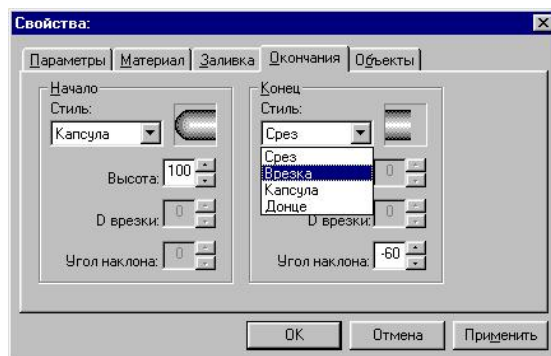 Свойства:
Параметры Материал Заливка Окончания Объекты
Начало
Стиль:
Капсула
Высота: 100
D врезки: 0
Угол наклона: 0
Конец
Стиль:
Срез
Срез
Врезка
Капсула
Донце
0
D врезки: 0
Угол наклона: -60
OK Отмена Применить